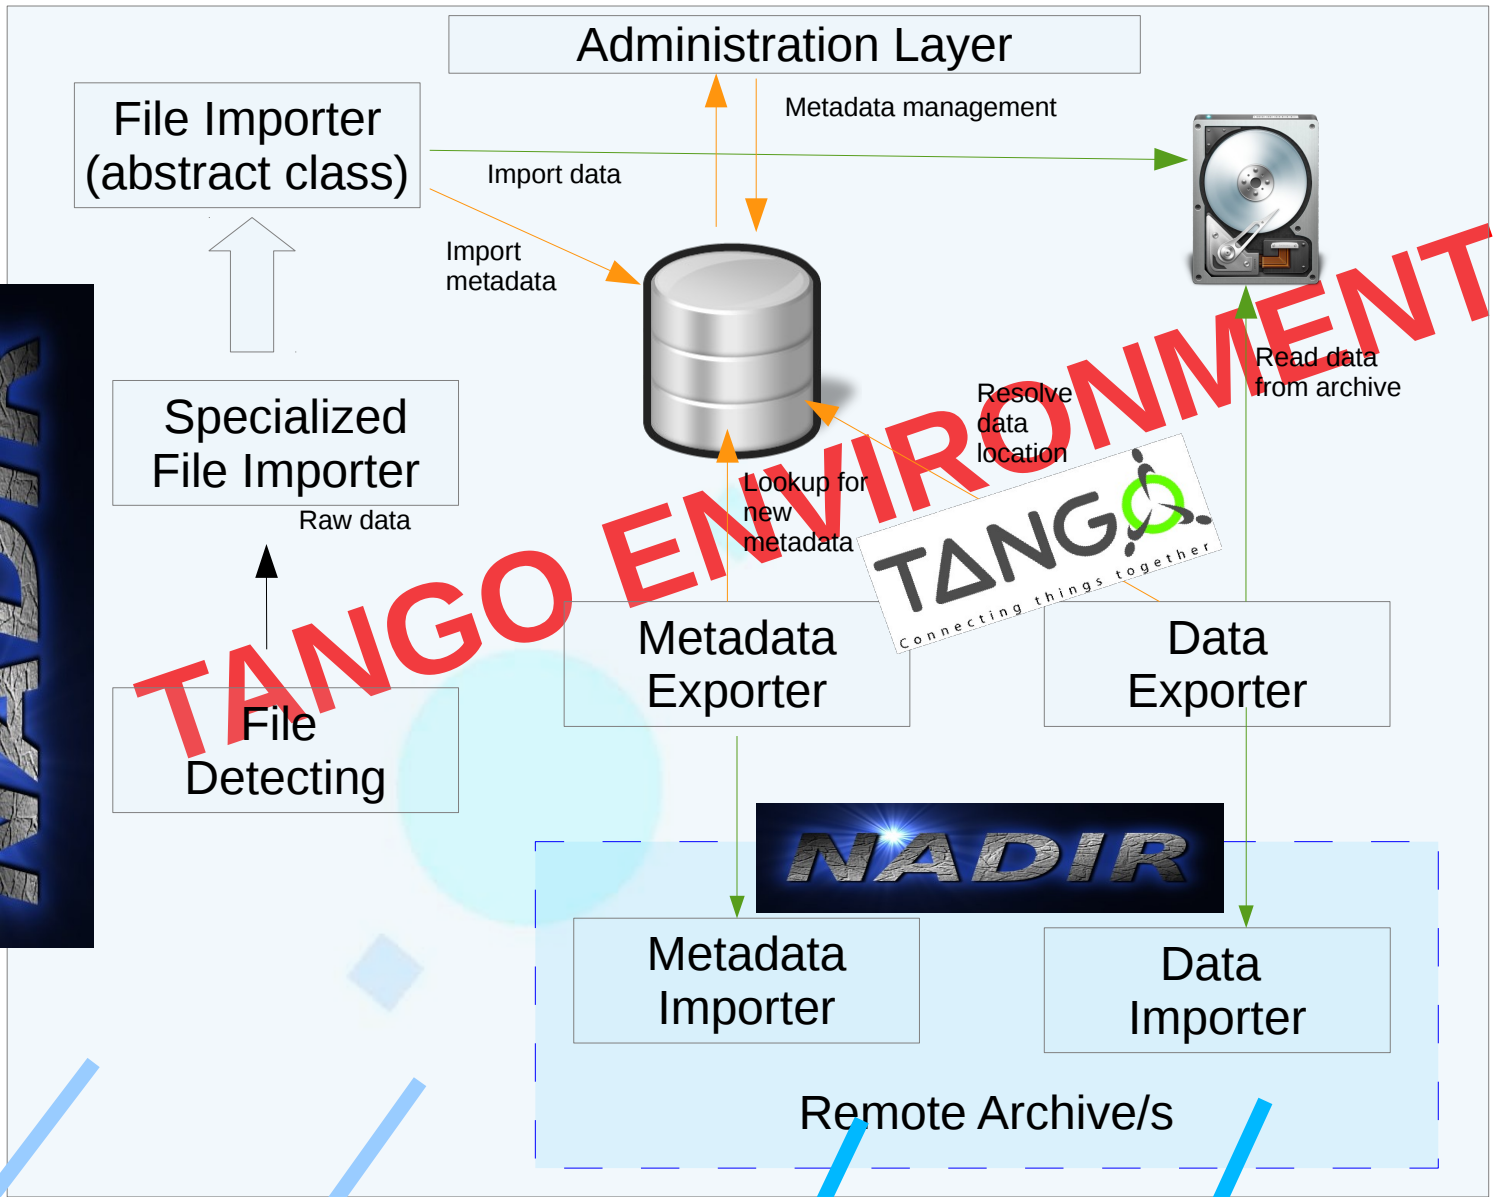 Administration Layer
File Importer
(abstract class)
Metadata management
Import data
Import
metadata
Read data
from archive
Resolve
data
location
Specialized
File Importer
Raw data
Lookup for
new
metadata
TANGO ENVIRONMENT
TANGO
Connecting things together
NADIR
Metadata
Exporter
Data
Exporter
File
Detecting
NADIR
Metadata
Importer
Data
Importer
Remote Archive/s